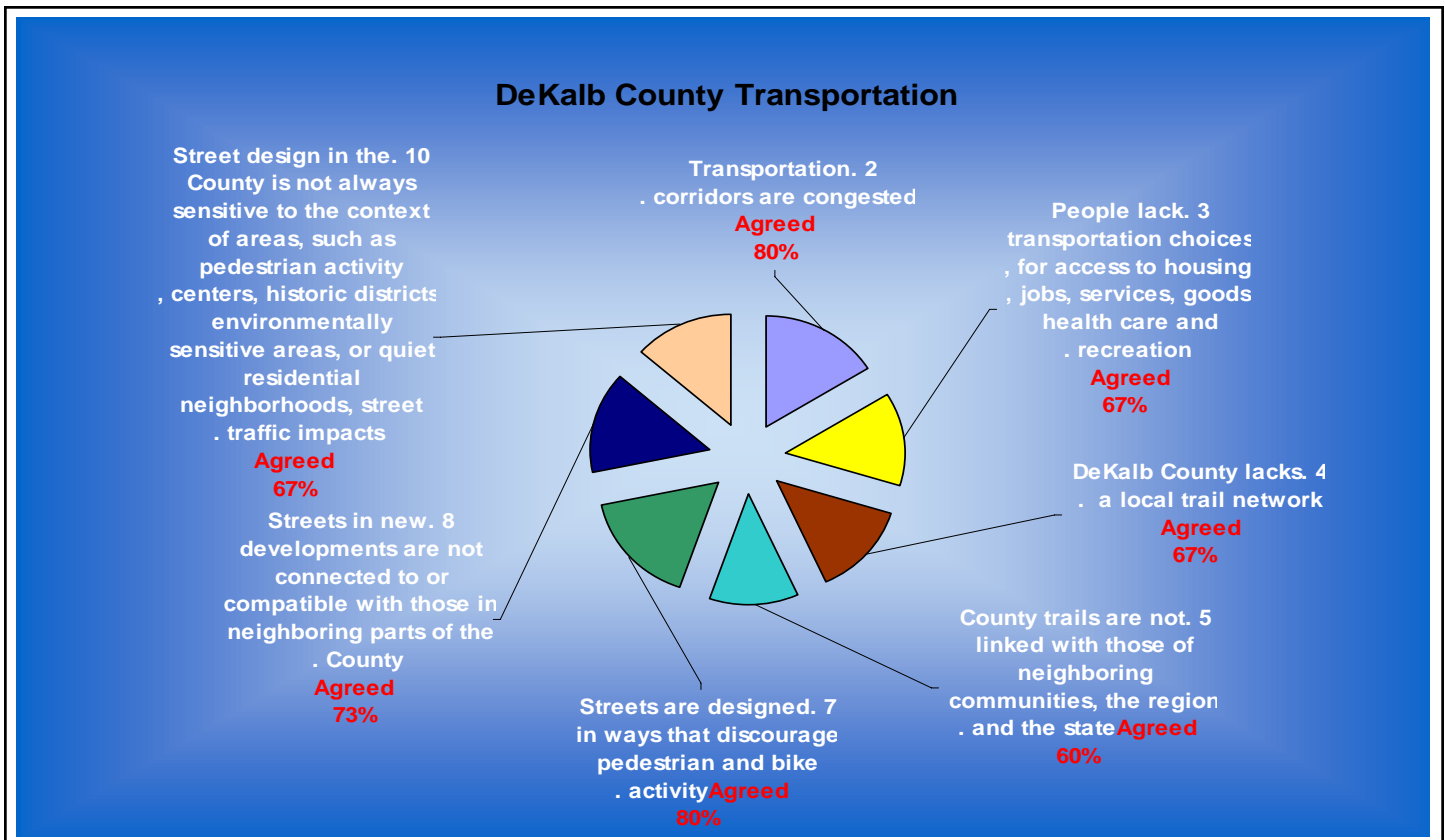 DeKalb County Transportation
Street design in the. 10
County is not always
sensitive to the context
of areas, such as
pedestrian activity
, centers, historic districts
environmentally
sensitive areas, or quiet
residential
neighborhoods, street
. traffic impacts
Agreed
67%
Transportation. 2
. corridors are congested
Agreed
80%
People lack. 3
transportation choices
, for access to housing
, jobs, services, goods
health care and
. recreation
Agreed
67%
DeKalb County lacks. 4
. a local trail network
Agreed
67%
County trails are not. 5
linked with those of
neighboring
communities, the region
. and the stateAgreed
60%
Streets are designed. 7
in ways that discourage
pedestrian and bike
. activityAgreed
80%
Streets in new. 8
developments are not
connected to or
compatible with those in
neighboring parts of the
. County
Agreed
73%